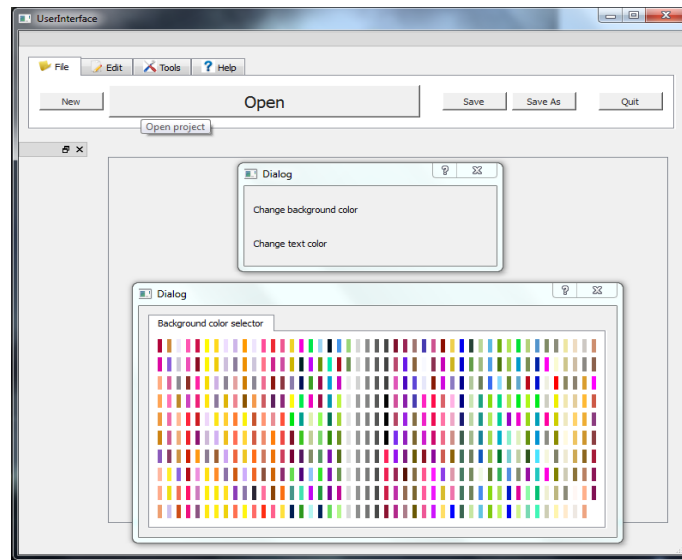 UserInterface
File Edit Tools ? Help
New Open Save Save As Quit
Open project
Dialog ?
Change background color
Change text color
Dialog ?
Background color selector